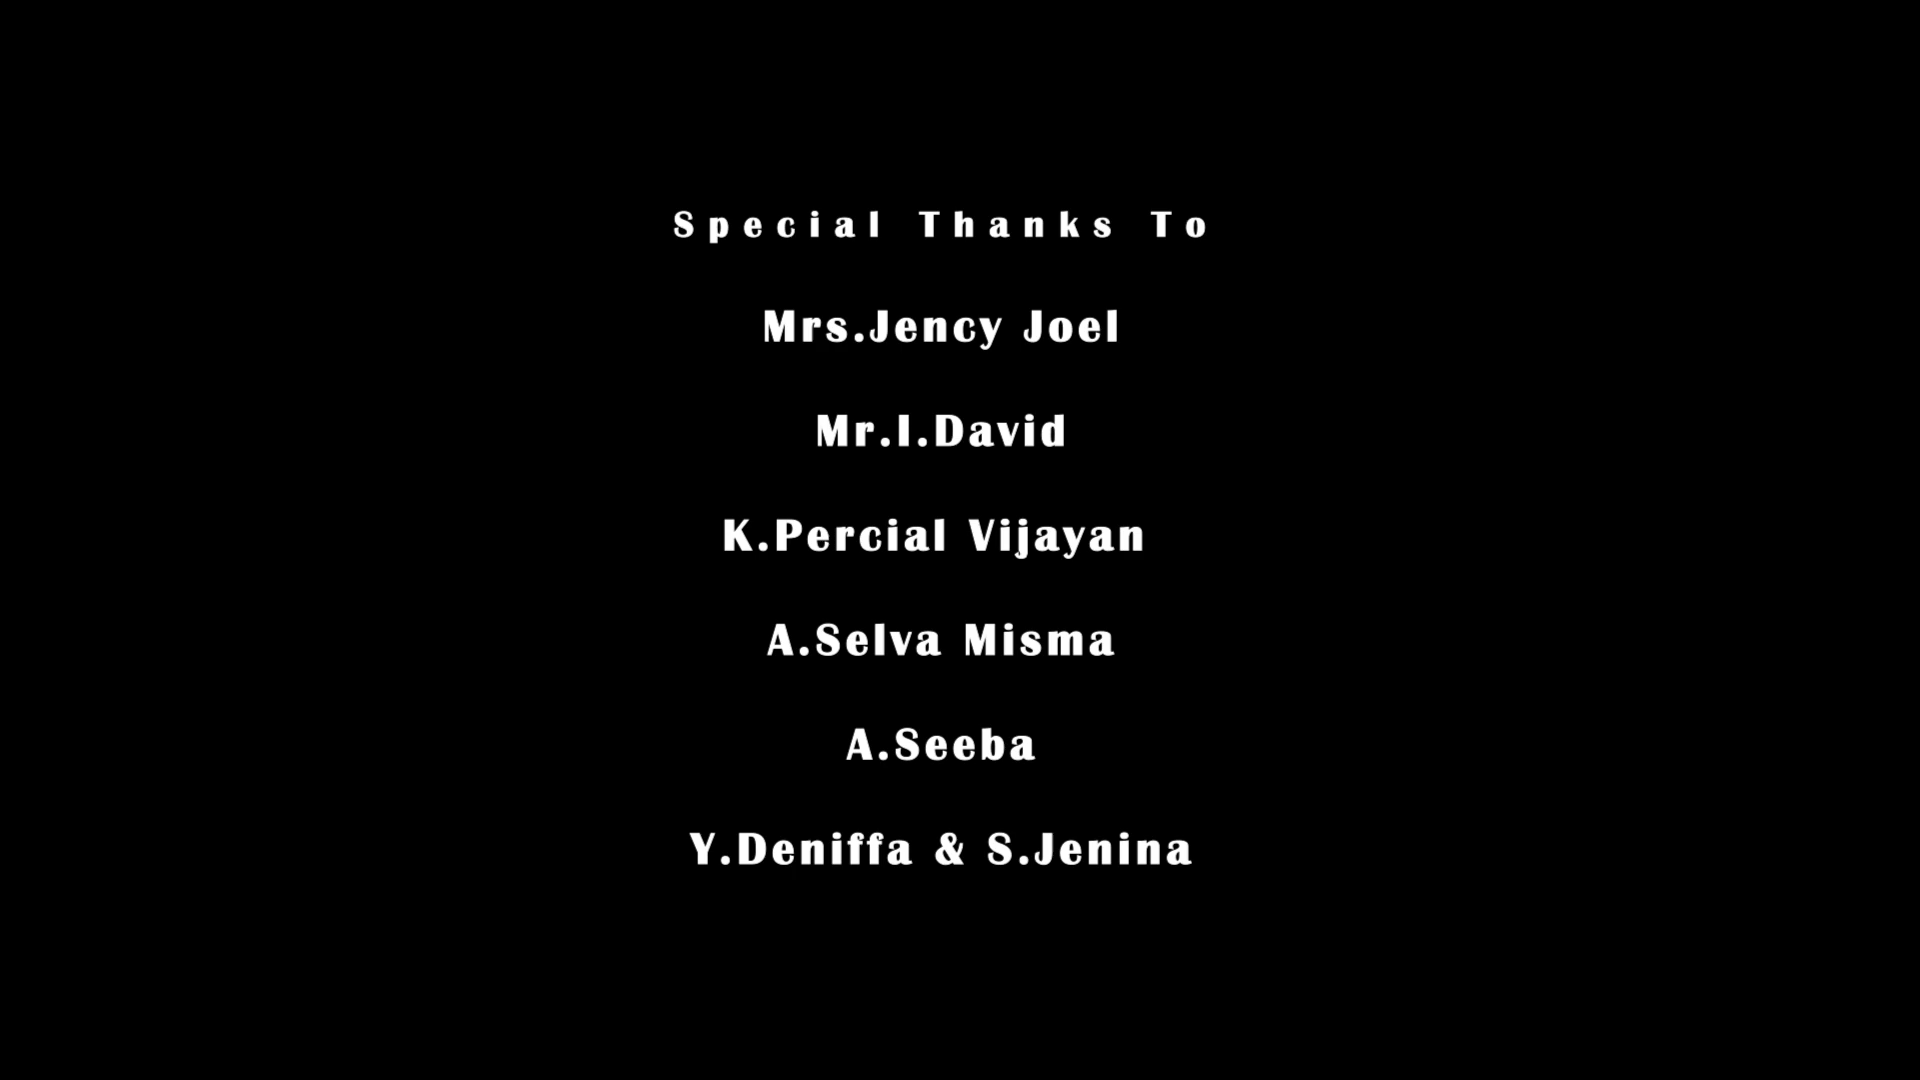 Special Thanks To
Mrs.Jency Joel
Mr.I.David
K.Percial Vijayan
A.Selva Misma
A.Seeba
Y.Deniffa & S.Jenina